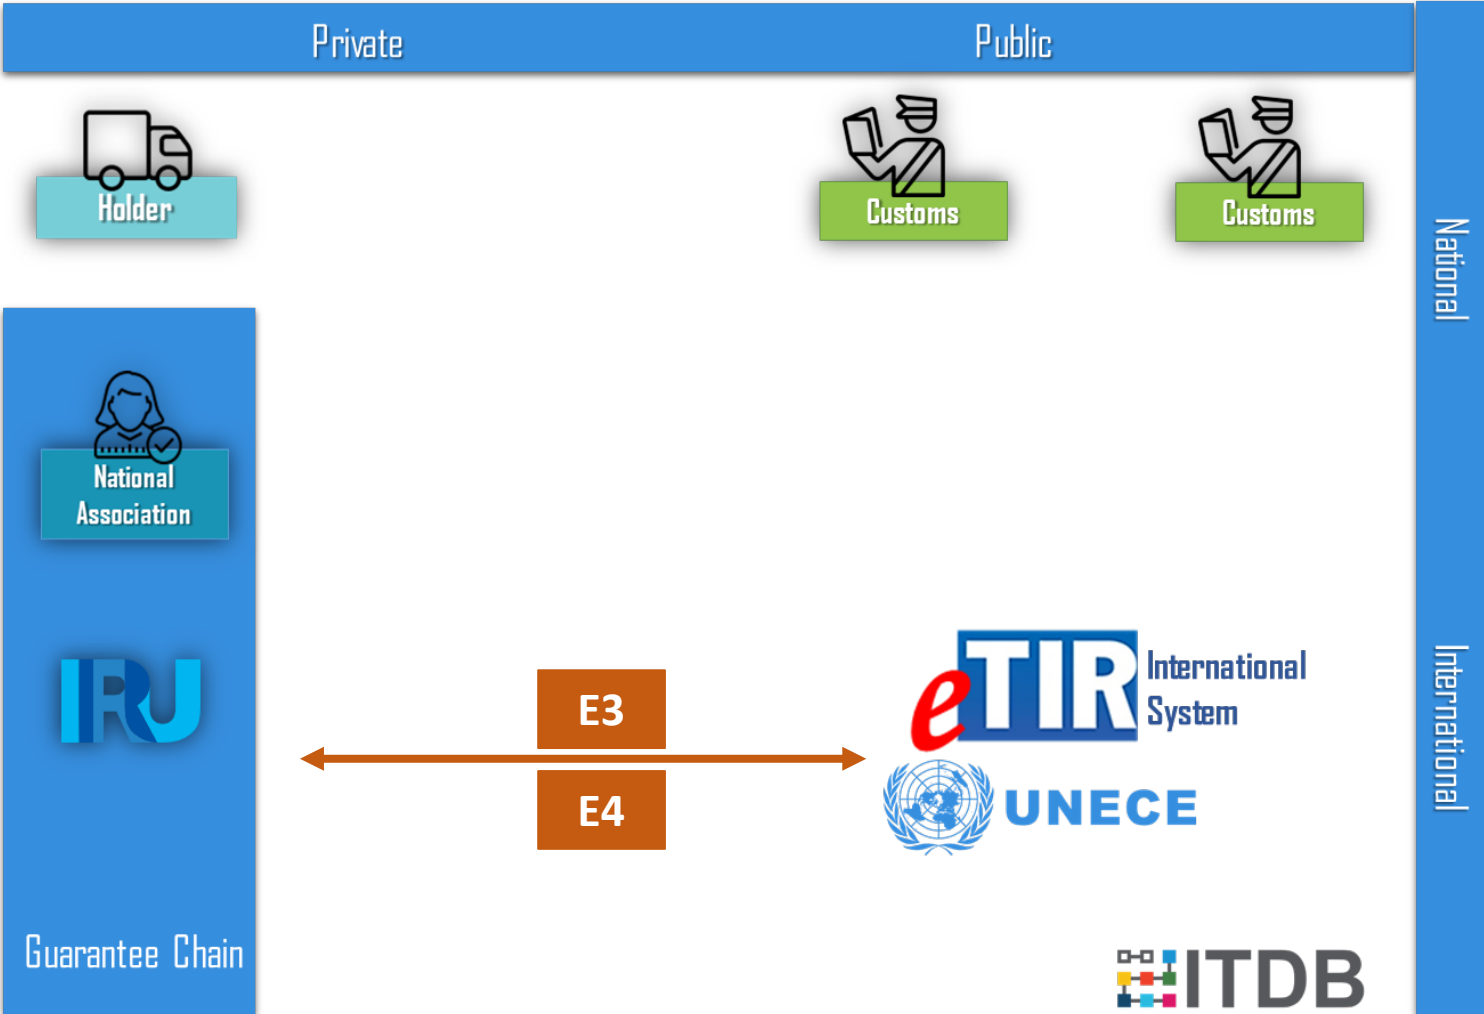 Private
Public
Holder
Customs
Customs
National
National
Association
IRU
E3
E4
eTIR
International
System
UNECE
International
Guarantee Chain
ITDB